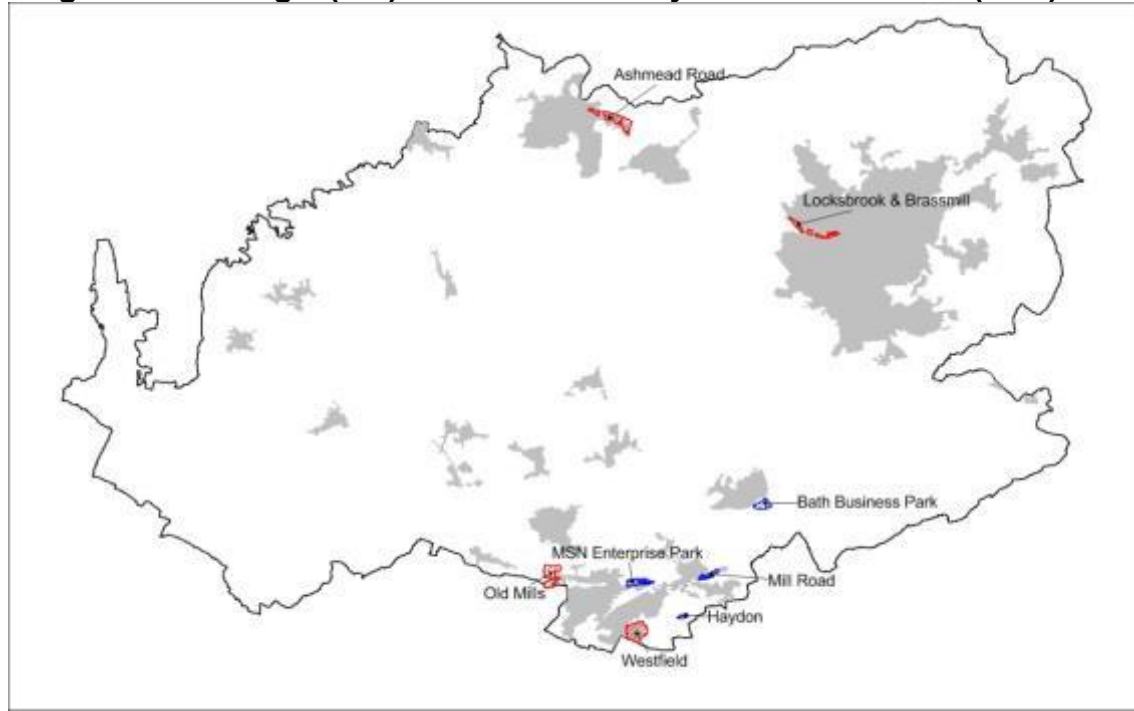 Ashmead Road
Locksbrook & Brassmill
Bath Business Park
MSN Enterprise Park
Mill Road
Old Mills
Haydon
Westfield